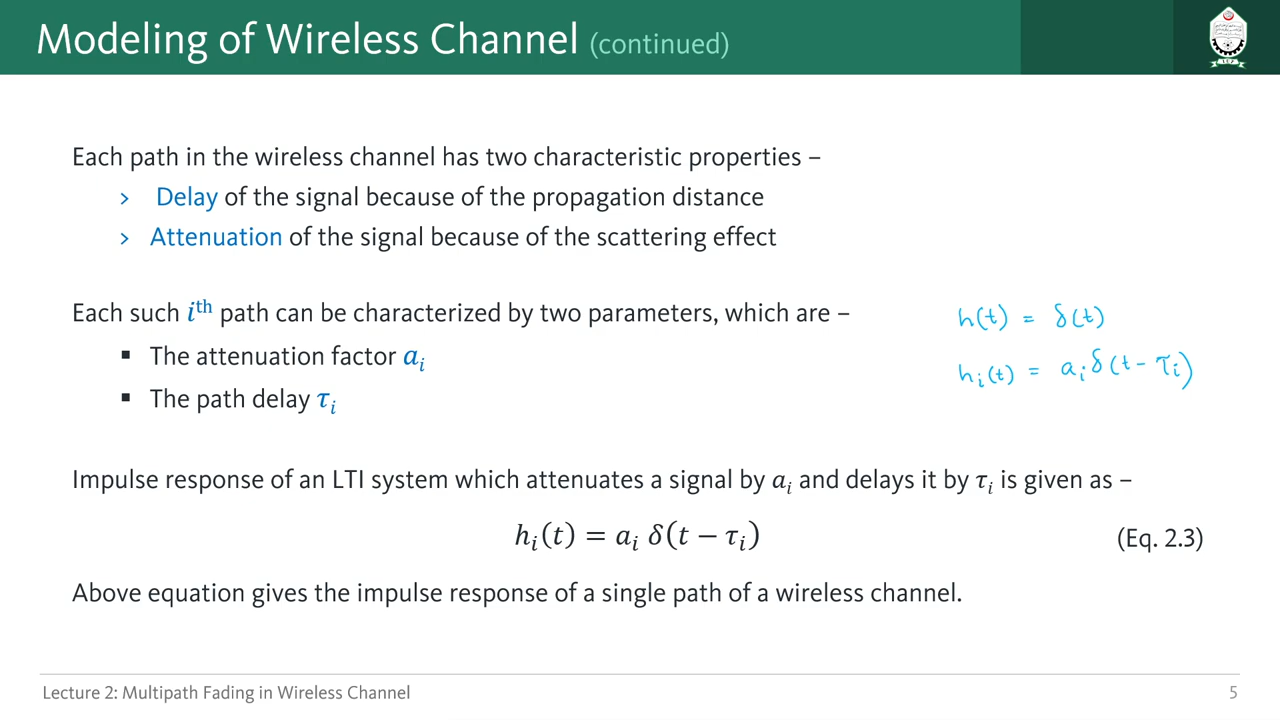 Modeling of Wireless Channel (continued)
Each path in the wireless channel has two characteristic properties –
> Delay of the signal because of the propagation distance
> Attenuation of the signal because of the scattering effect
Each such iᵗʰ path can be characterized by two parameters, which are –
▪ The attenuation factor aᵢ
▪ The path delay τᵢ
h(t) = δ(t)
hᵢ(t) = aᵢ δ(t − τᵢ)
Impulse response of an LTI system which attenuates a signal by aᵢ and delays it by τᵢ is given as –
hᵢ(t) = aᵢ δ(t − τᵢ) (Eq. 2.3)
Above equation gives the impulse response of a single path of a wireless channel.
Lecture 2: Multipath Fading in Wireless Channel 5